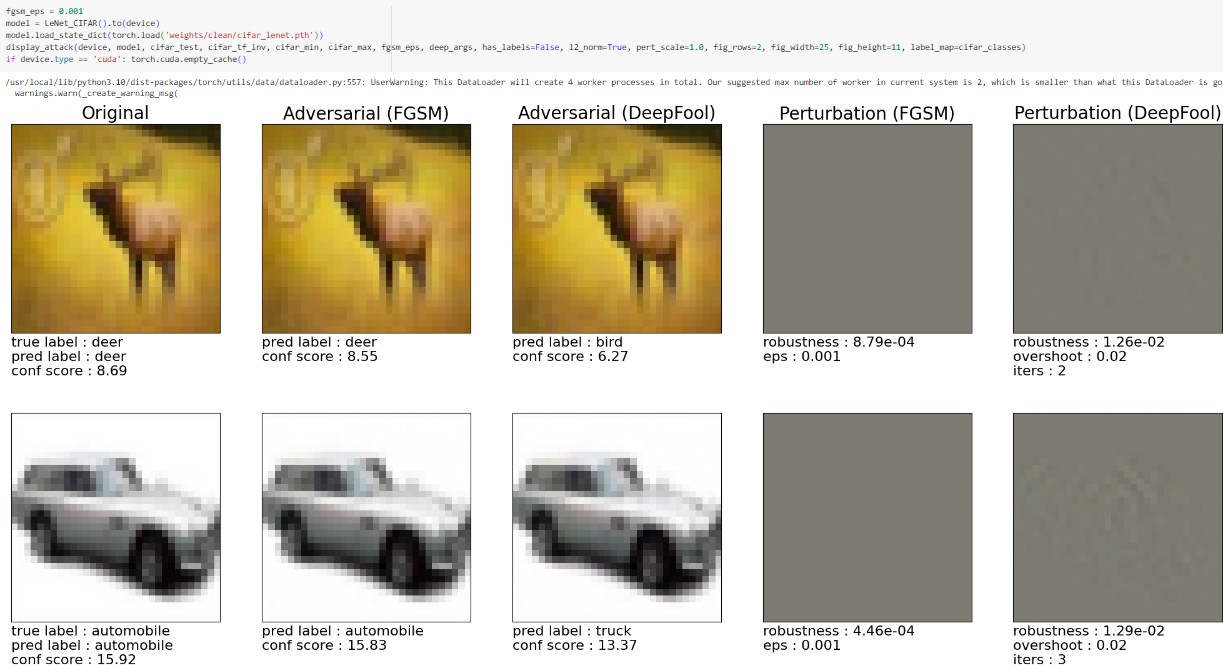 fgsm_eps = 0.001
model = LeNet_CIFAR().to(device)
model.load_state_dict(torch.load('weights/clean/cifar_lenet.pth'))
display_attack(device, model, cifar_test, cifar_tf_inv, cifar_min, cifar_max, fgsm_eps, deep_args, has_labels=False, l2_norm=True, pert_scale=1.0, fig_rows=2, fig_width=25, fig_height=11, label_map=cifar_classes)
if device.type == 'cuda': torch.cuda.empty_cache()
/usr/local/lib/python3.10/dist-packages/torch/utils/data/dataloader.py:557: UserWarning: This DataLoader will create 4 worker processes in total. Our suggested max number of worker in current system is 2, which is smaller than what this DataLoader is go
warnings.warn(_create_warning_msg(
Original Adversarial (FGSM) Adversarial (DeepFool) Perturbation (FGSM) Perturbation (DeepFool)
true label : deer
pred label : deer
conf score : 8.69
pred label : deer
conf score : 8.55
pred label : bird
conf score : 6.27
robustness : 8.79e-04
eps : 0.001
robustness : 1.26e-02
overshoot : 0.02
iters : 2
true label : automobile
pred label : automobile
conf score : 15.92
pred label : automobile
conf score : 15.83
pred label : truck
conf score : 13.37
robustness : 4.46e-04
eps : 0.001
robustness : 1.29e-02
overshoot : 0.02
iters : 3